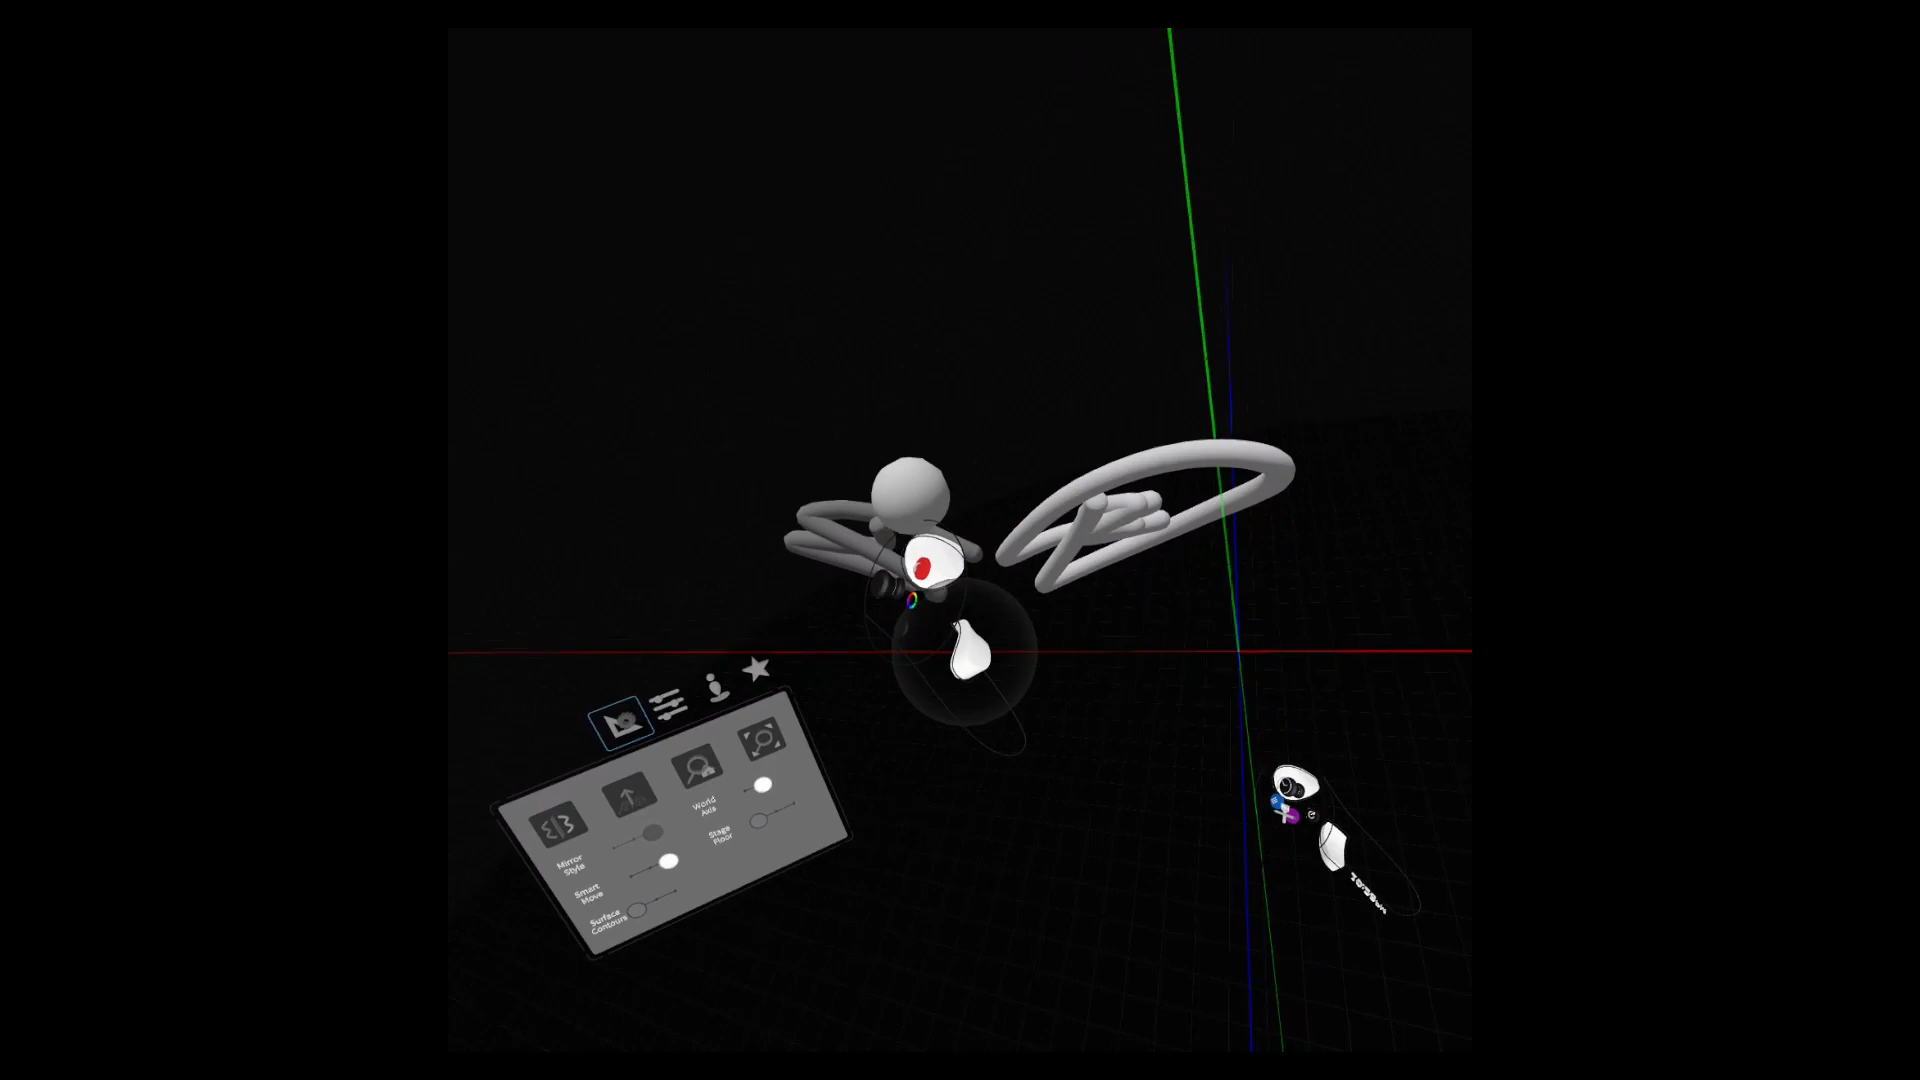 World
Axis
Stage
Floor
Mirror
Style
Smart
Move
Surface
Contours